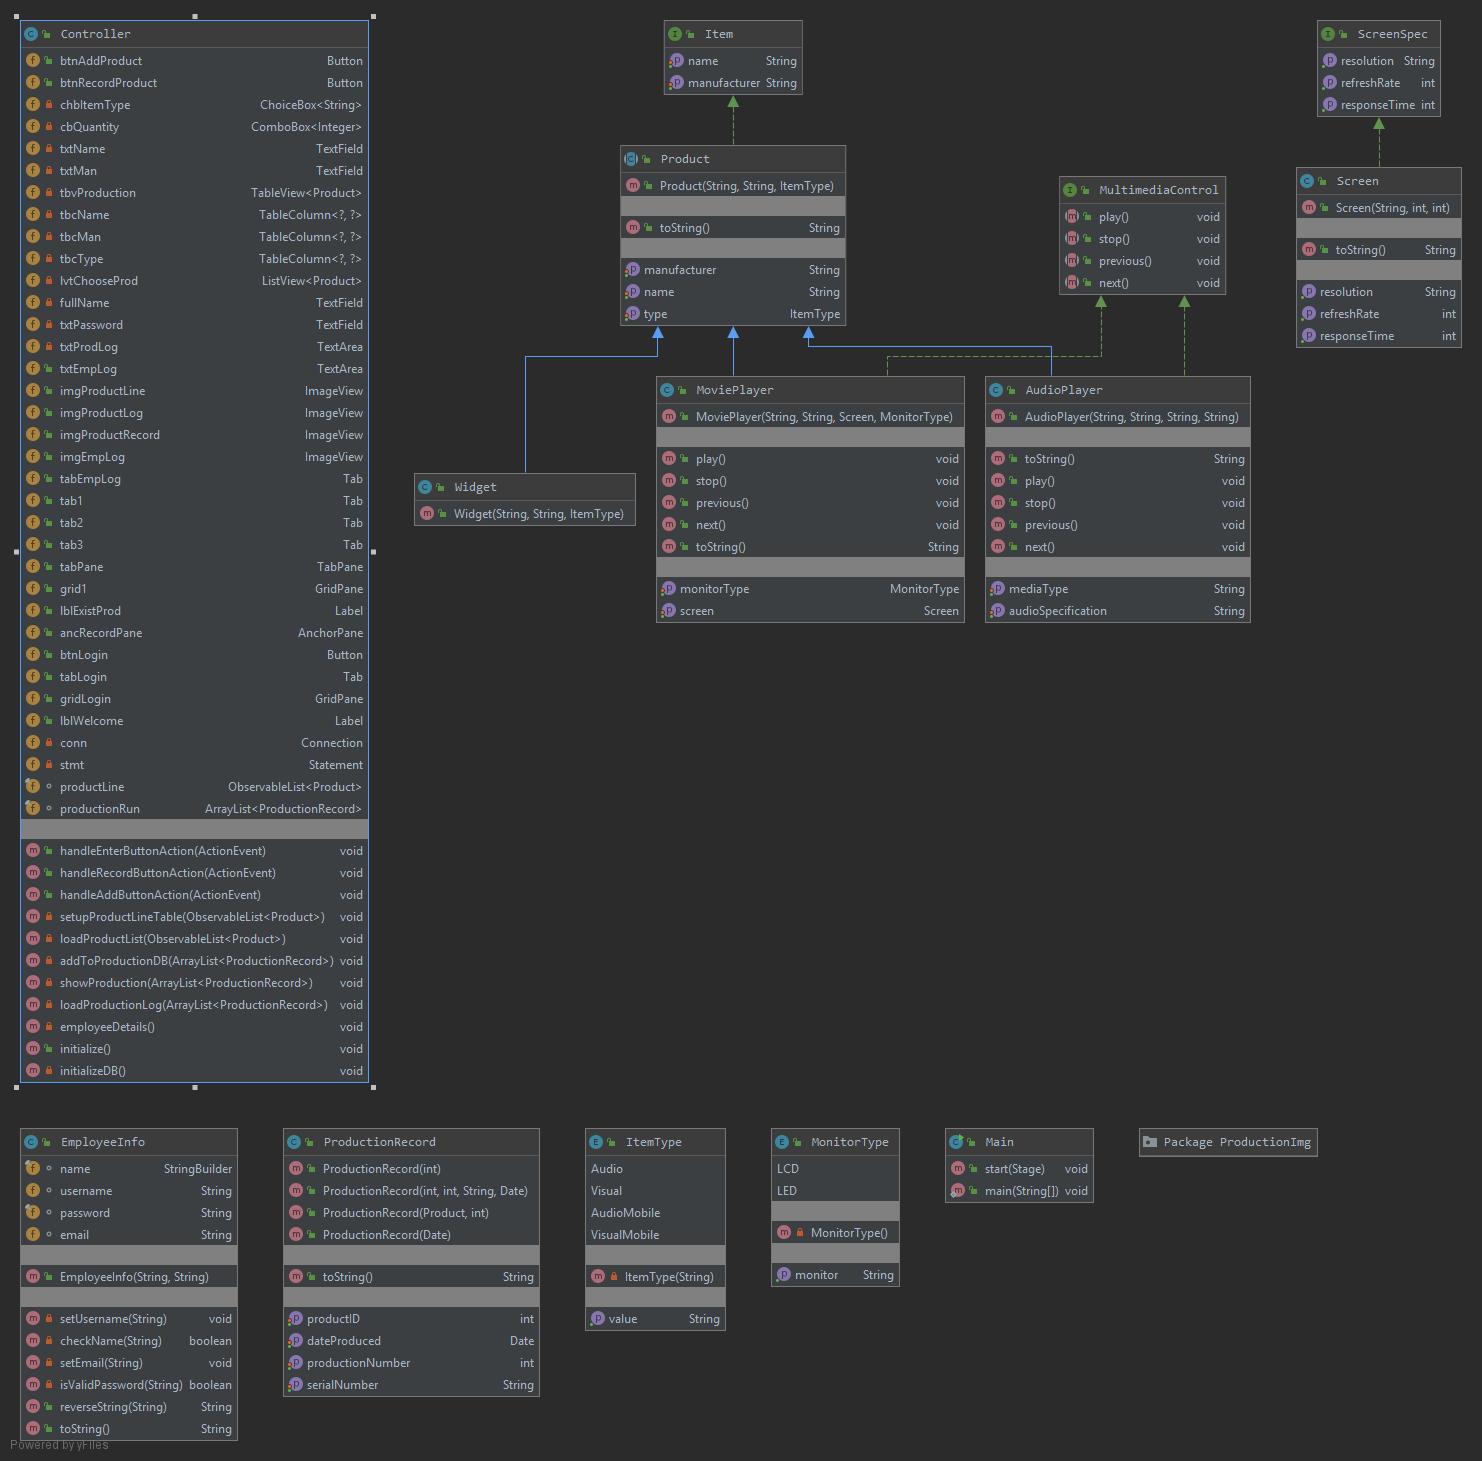 Controller
btnAddProduct Button
btnRecordProduct Button
chbItemType ChoiceBox<String>
cbQuantity ComboBox<Integer>
txtName TextField
txtMan TextField
tbvProduction TableView<Product>
tbcName TableColumn<?, ?>
tbcMan TableColumn<?, ?>
tbcType TableColumn<?, ?>
lvtChooseProd ListView<Product>
fullName TextField
txtPassword TextField
txtProdLog TextArea
txtEmpLog TextArea
imgProductLine ImageView
imgProductLog ImageView
imgProductRecord ImageView
imgEmpLog ImageView
tabEmpLog Tab
tab1 Tab
tab2 Tab
tab3 Tab
tabPane TabPane
grid1 GridPane
lblExistProd Label
ancRecordPane AnchorPane
btnLogin Button
tabLogin Tab
gridLogin GridPane
lblWelcome Label
conn Connection
stmt Statement
productLine ObservableList<Product>
productionRun ArrayList<ProductionRecord>
handleEnterButtonAction(ActionEvent) void
handleRecordButtonAction(ActionEvent) void
handleAddButtonAction(ActionEvent) void
setupProductLineTable(ObservableList<Product>) void
loadProductList(ObservableList<Product>) void
addToProductionDB(ArrayList<ProductionRecord>) void
showProduction(ArrayList<ProductionRecord>) void
loadProductionLog(ArrayList<ProductionRecord>) void
employeeDetails() void
initialize() void
initializeDB() void
Item
name String
manufacturer String
Product
Product(String, String, ItemType)
toString() String
manufacturer String
name String
type ItemType
MultimediaControl
play() void
stop() void
previous() void
next() void
ScreenSpec
resolution String
refreshRate int
responseTime int
Screen
Screen(String, int, int)
toString() String
resolution String
refreshRate int
responseTime int
Widget
Widget(String, String, ItemType)
MoviePlayer
MoviePlayer(String, String, Screen, MonitorType)
play() void
stop() void
previous() void
next() void
toString() String
monitorType MonitorType
screen Screen
AudioPlayer
AudioPlayer(String, String, String, String)
toString() String
play() void
stop() void
previous() void
next() void
mediaType String
audioSpecification String
EmployeeInfo
name StringBuilder
username String
password String
email String
EmployeeInfo(String, String)
setUsername(String) void
checkName(String) boolean
setEmail(String) void
isValidPassword(String) boolean
reverseString(String) String
toString() String
ProductionRecord
ProductionRecord(int)
ProductionRecord(int, int, String, Date)
ProductionRecord(Product, int)
ProductionRecord(Date)
toString() String
productID int
dateProduced Date
productionNumber int
serialNumber String
ItemType
Audio
Visual
AudioMobile
VisualMobile
ItemType(String)
value String
MonitorType
LCD
LED
MonitorType()
monitor String
Main
start(Stage) void
main(String[]) void
Package ProductionImg
Powered by yFiles